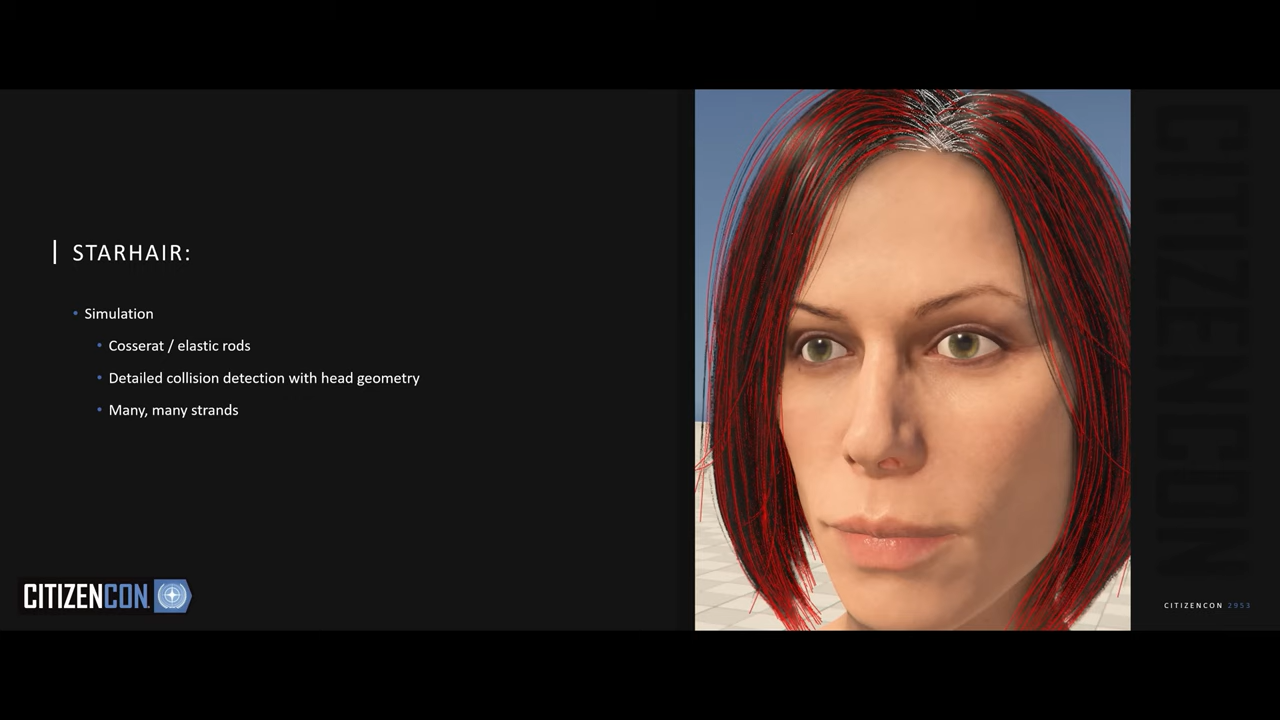 STARHAIR:
• Simulation
• Cosserat / elastic rods
• Detailed collision detection with head geometry
• Many, many strands
CITIZENCON
CITIZENCON
CITIZENCON 2953